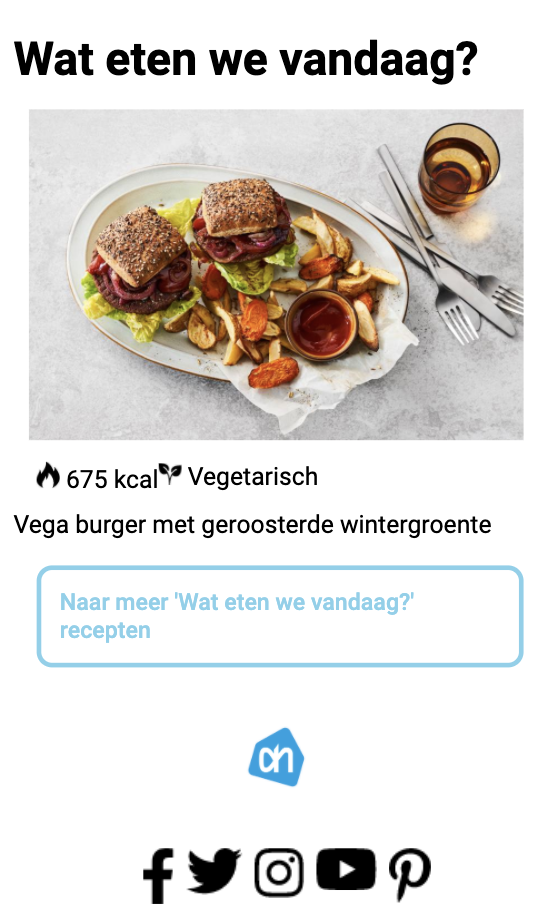 Wat eten we vandaag?
675 kcal Vegetarisch
Vega burger met geroosterde wintergroente
Naar meer 'Wat eten we vandaag?'
recepten
ah